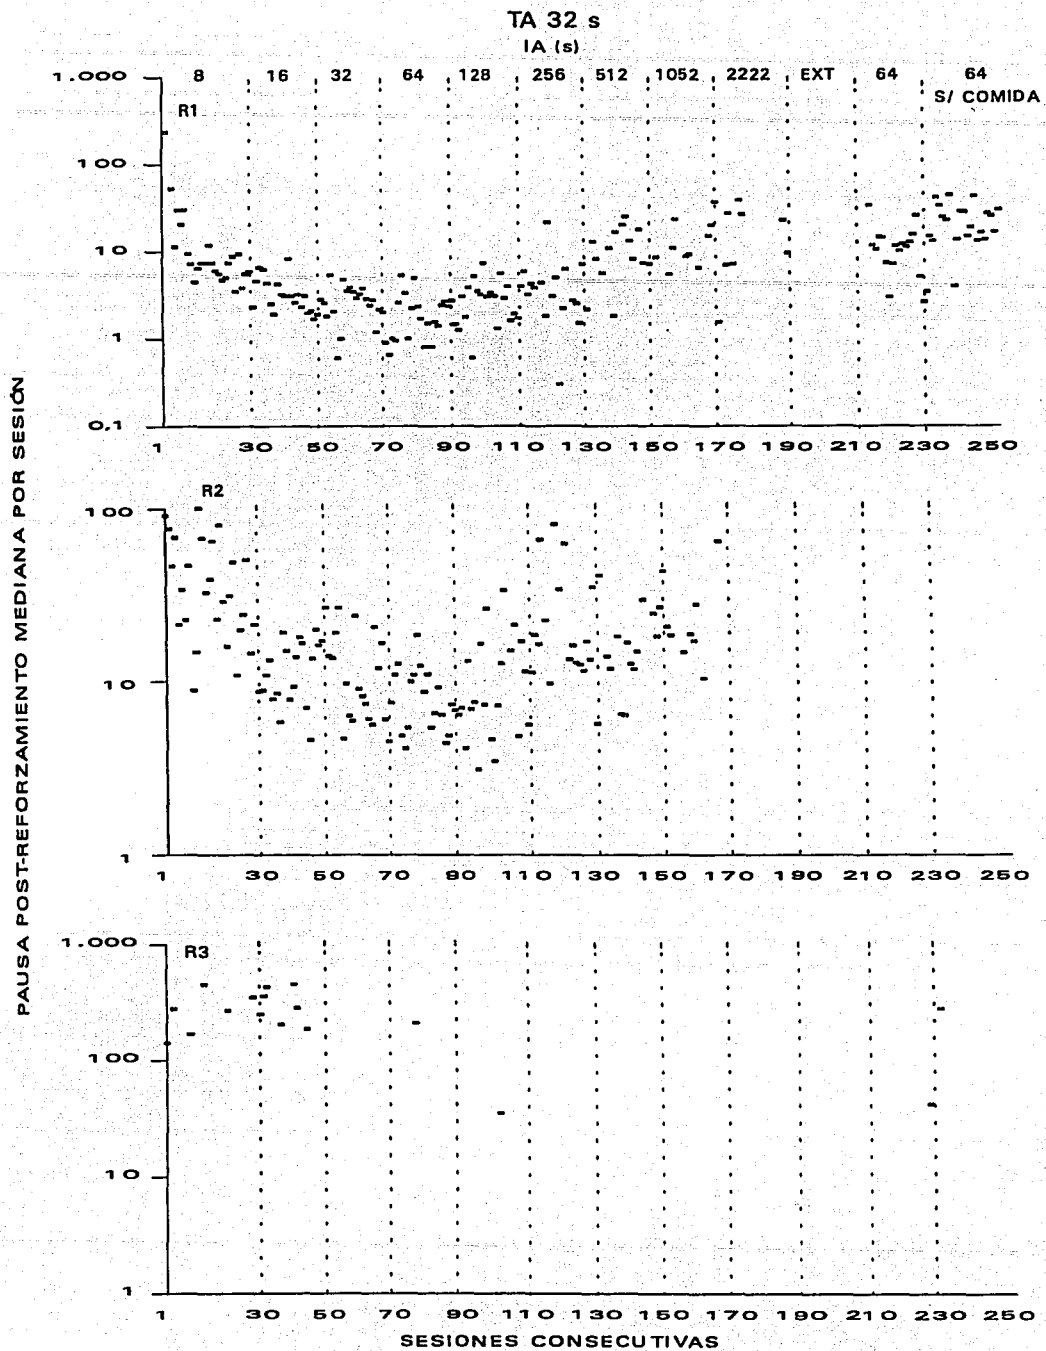 TA 32 s
IA (s)
8 16 32 64 128 256 512 1052 2222 EXT 64 64
S/ COMIDA
R1
1.000
100
10
1
0,1
1 30 50 70 90 110 130 150 170 190 210 230 250
R2
100
10
1
1 30 50 70 90 110 130 150 170 190 210 230 250
R3
1.000
100
10
1
1 30 50 70 90 110 130 150 170 190 210 230 250
SESIONES CONSECUTIVAS
PAUSA POST-REFORZAMIENTO MEDIANA POR SESIÓN